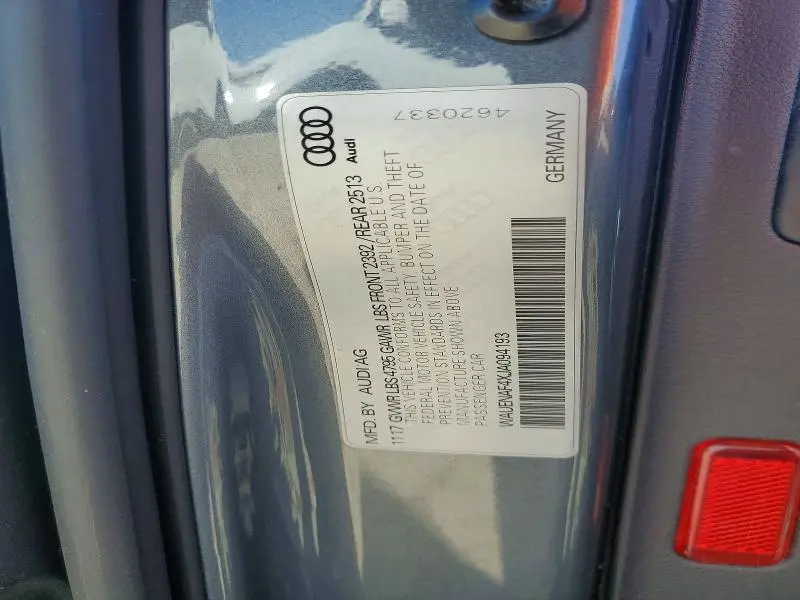 Audi
4620337
MFD. BY AUDI AG
11 17 GVWR LBS 4795 GAWR LBS FRONT 2392/REAR 2513
THIS VEHICLE CONFORMS TO ALL APPLICABLE U.S.
FEDERAL MOTOR VEHICLE SAFETY, BUMPER AND THEFT
PREVENTION STANDARDS IN EFFECT ON THE DATE OF
MANUFACTURE SHOWN ABOVE
PASSENGER CAR
WAUENAF4XJA094193
GERMANY